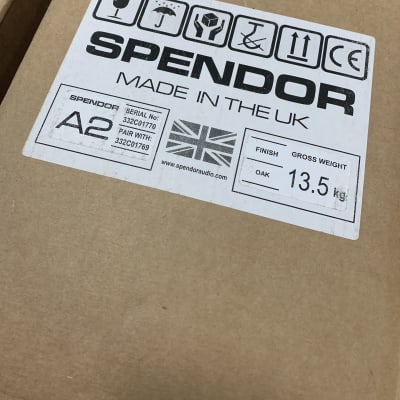 CE
SPENDOR
MADE IN THE UK
SPENDOR
A2
SERIAL No:
332C01770
PAIR WITH:
332C01769
www.spendoraudio.com
FINISH
GROSS WEIGHT
OAK
13.5 kg